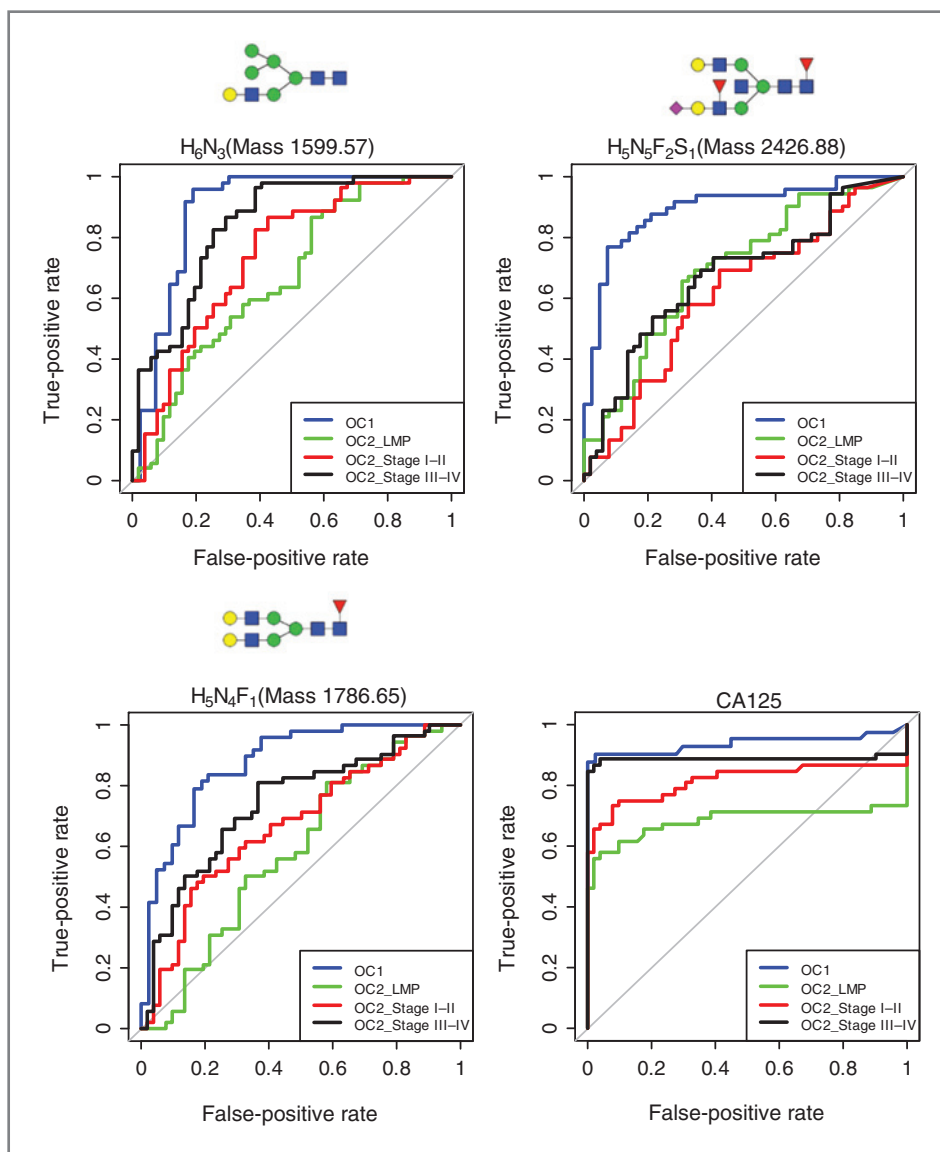 H₆N₃(Mass 1599.57)
True-positive rate
0 0.2 0.4 0.6 0.8 1
OC1
OC2_LMP
OC2_Stage I–II
OC2_Stage III–IV
0 0.2 0.4 0.6 0.8 1
False-positive rate
H₅N₅F₂S₁(Mass 2426.88)
True-positive rate
0 0.2 0.4 0.6 0.8 1
OC1
OC2_LMP
OC2_Stage I–II
OC2_Stage III–IV
0 0.2 0.4 0.6 0.8 1
False-positive rate
H₅N₄F₁(Mass 1786.65)
True-positive rate
0 0.2 0.4 0.6 0.8 1
OC1
OC2_LMP
OC2_Stage I–II
OC2_Stage III–IV
0 0.2 0.4 0.6 0.8 1
False-positive rate
CA125
True-positive rate
0 0.2 0.4 0.6 0.8 1
OC1
OC2_LMP
OC2_Stage I–II
OC2_Stage III–IV
0 0.2 0.4 0.6 0.8 1
False-positive rate